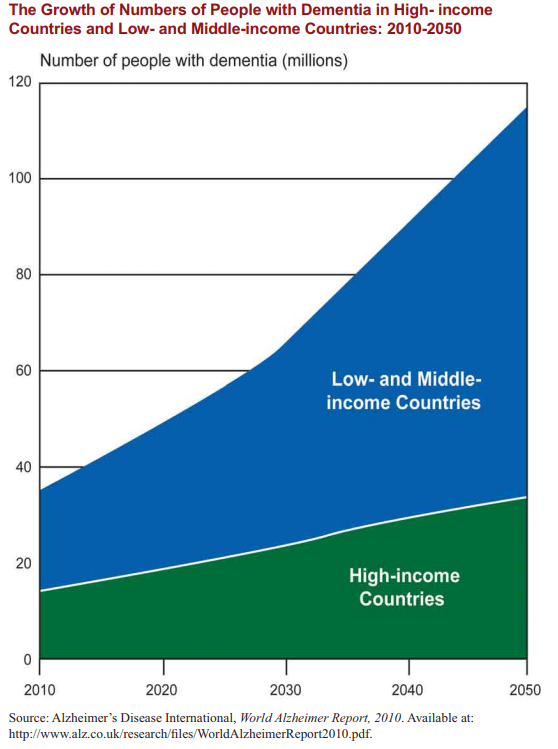 The Growth of Numbers of People with Dementia in High- income
Countries and Low- and Middle-income Countries: 2010-2050
Number of people with dementia (millions)
120
100
80
60
40
20
0
Low- and Middle-
income Countries
High-income
Countries
2010 2020 2030 2040 2050
Source: Alzheimer’s Disease International, World Alzheimer Report, 2010. Available at:
http://www.alz.co.uk/research/files/WorldAlzheimerReport2010.pdf.